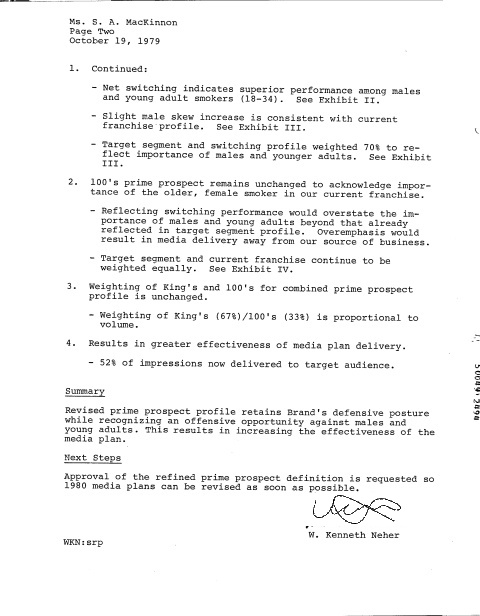 Ms. S. A. MacKinnon
Page Two
October 19, 1979
1. Continued:
- Net switching indicates superior performance among males
and young adult smokers (18-34). See Exhibit II.
- Slight male skew increase is consistent with current
franchise profile. See Exhibit III.
- Target segment and switching profile weighted 70% to re-
flect importance of males and younger adults. See Exhibit
III.
2. 100's prime prospect remains unchanged to acknowledge impor-
tance of the older, female smoker in our current franchise.
- Reflecting switching performance would overstate the im-
portance of males and young adults beyond that already
reflected in target segment profile. Overemphasis would
result in media delivery away from our source of business.
- Target segment and current franchise continue to be
weighted equally. See Exhibit IV.
3. Weighting of King's and 100's for combined prime prospect
profile is unchanged.
- Weighting of King's (67%)/100's (33%) is proportional to
volume.
4. Results in greater effectiveness of media plan delivery.
- 52% of impressions now delivered to target audience.
Summary
Revised prime prospect profile retains Brand's defensive posture
while recognizing an offensive opportunity against males and
young adults. This results in increasing the effectiveness of the
media plan.
Next Steps
Approval of the refined prime prospect definition is requested so
1980 media plans can be revised as soon as possible.
W. Kenneth Neher
WKN:srp